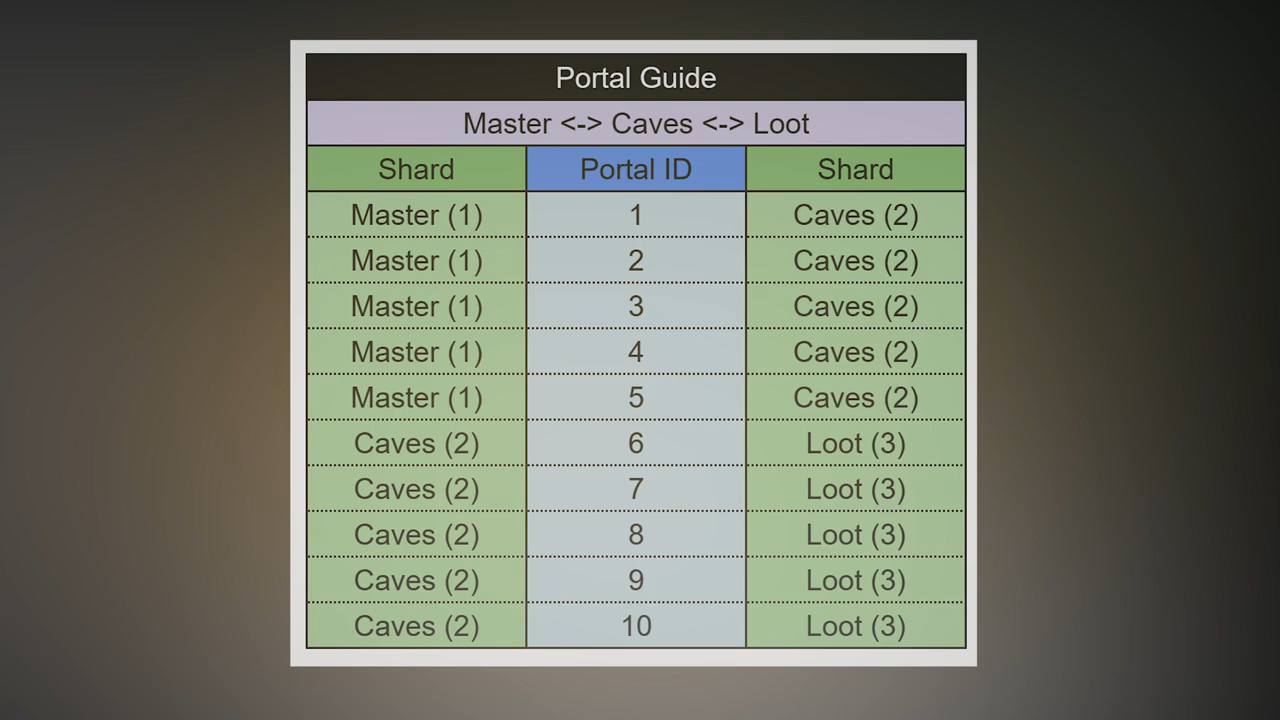 Portal Guide
Master <-> Caves <-> Loot
Shard Portal ID Shard
Master (1) 1 Caves (2)
Master (1) 2 Caves (2)
Master (1) 3 Caves (2)
Master (1) 4 Caves (2)
Master (1) 5 Caves (2)
Caves (2) 6 Loot (3)
Caves (2) 7 Loot (3)
Caves (2) 8 Loot (3)
Caves (2) 9 Loot (3)
Caves (2) 10 Loot (3)